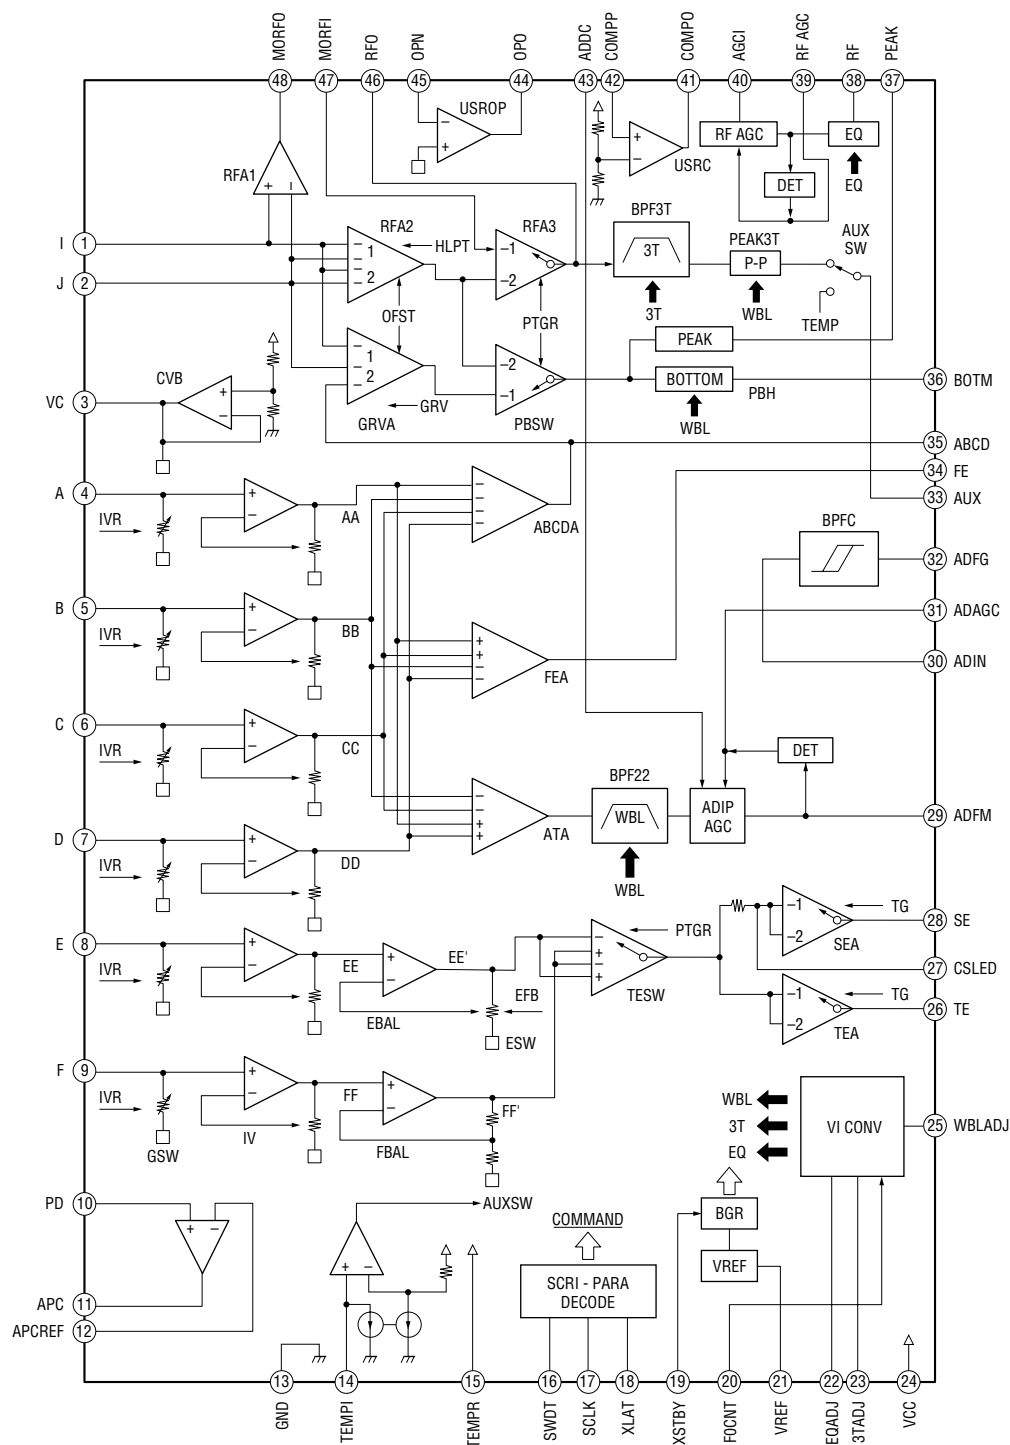 MORFO
MORFI
RFO
OPN
OPO
ADDC
COMPP
COMPO
AGCI
RF AGC
RF
PEAK
48
47
46
45
44
43
42
41
40
39
38
37
USROP
−
+
+
−
USRC
RF AGC
EQ
DET
EQ
RFA1
+ −
I 1
J 2
RFA2
−
1
−
−
2
−
HLPT
OFST
RFA3
−1
−2
PTGR
BPF3T
3T
3T
PEAK3T
P-P
WBL
AUX
SW
TEMP
−
1
2
−
GRV
GRVA
−2
−1
PBSW
PEAK
BOTTOM
PBH
WBL
36 BOTM
35 ABCD
34 FE
33 AUX
CVB
+
−
VC 3
A 4
IVR
+
−
AA
−
−
−
−
ABCDA
BPFC
32 ADFG
31 ADAGC
30 ADIN
B 5
IVR
+
−
BB
+
+
−
−
FEA
C 6
IVR
+
−
CC
D 7
IVR
+
−
DD
−
−
+
+
ATA
BPF22
WBL
WBL
ADIP
AGC
DET
29 ADFM
E 8
IVR
+
−
EE
+
−
EBAL
EE'
EFB
ESW
−
+
−
+
PTGR
TESW
−1
−2
TG
SEA
28 SE
27 CSLED
−1
−2
TG
TEA
26 TE
F 9
IVR
GSW
+
−
IV
FF
+
−
FBAL
FF'
WBL
3T
EQ
VI CONV
25 WBLADJ
PD 10
+ −
APC 11
APCREF 12
AUXSW
+ −
COMMAND
SCRI - PARA
DECODE
BGR
VREF
13
14
15
16
17
18
19
20
21
22
23
24
GND
TEMPI
TEMPR
SWDT
SCLK
XLAT
XSTBY
FOCNT
VREF
EQADJ
3TADJ
VCC